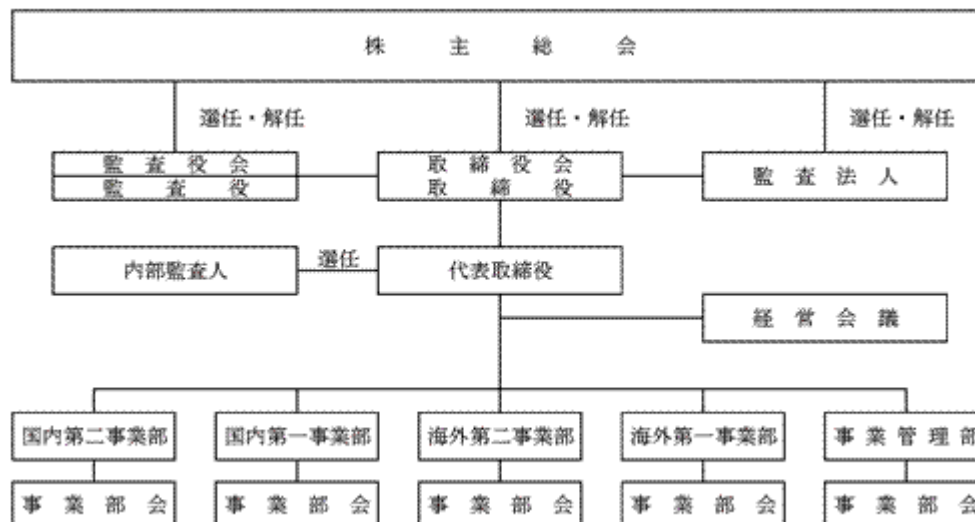 株主総会
選任・解任 選任・解任 選任・解任
監査役会 取締役会 監査法人
監査役 取締役
内部監査人 選任 代表取締役
経営会議
国内第二事業部 国内第一事業部 海外第二事業部 海外第一事業部 事業管理部
事業部会 事業部会 事業部会 事業部会 事業部会